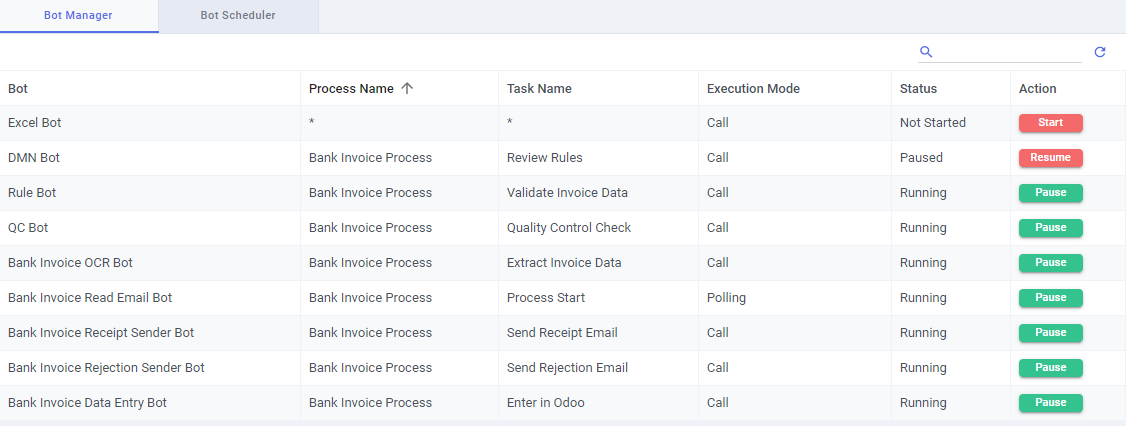 Bot Manager Bot Scheduler
Bot Process Name Task Name Execution Mode Status Action
Excel Bot * * Call Not Started Start
DMN Bot Bank Invoice Process Review Rules Call Paused Resume
Rule Bot Bank Invoice Process Validate Invoice Data Call Running Pause
QC Bot Bank Invoice Process Quality Control Check Call Running Pause
Bank Invoice OCR Bot Bank Invoice Process Extract Invoice Data Call Running Pause
Bank Invoice Read Email Bot Bank Invoice Process Process Start Polling Running Pause
Bank Invoice Receipt Sender Bot Bank Invoice Process Send Receipt Email Call Running Pause
Bank Invoice Rejection Sender Bot Bank Invoice Process Send Rejection Email Call Running Pause
Bank Invoice Data Entry Bot Bank Invoice Process Enter in Odoo Call Running Pause